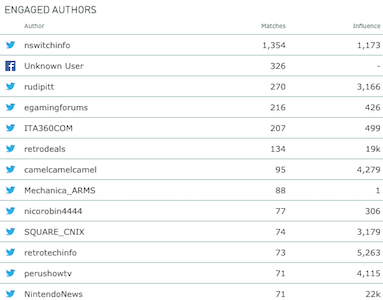 ENGAGED AUTHORS
Author Matches Influence
nswitchinfo 1,354 1,173
Unknown User 326 -
rudipitt 270 3,166
egamingforums 216 426
ITA360COM 207 499
retrodeals 134 19k
camelcamelcamel 95 4,279
Mechanica_ARMS 88 1
nicorobin4444 77 306
SQUARE_CNIX 74 3,179
retrotechinfo 73 5,263
perushowtv 71 4,115
NintendoNews 71 22k